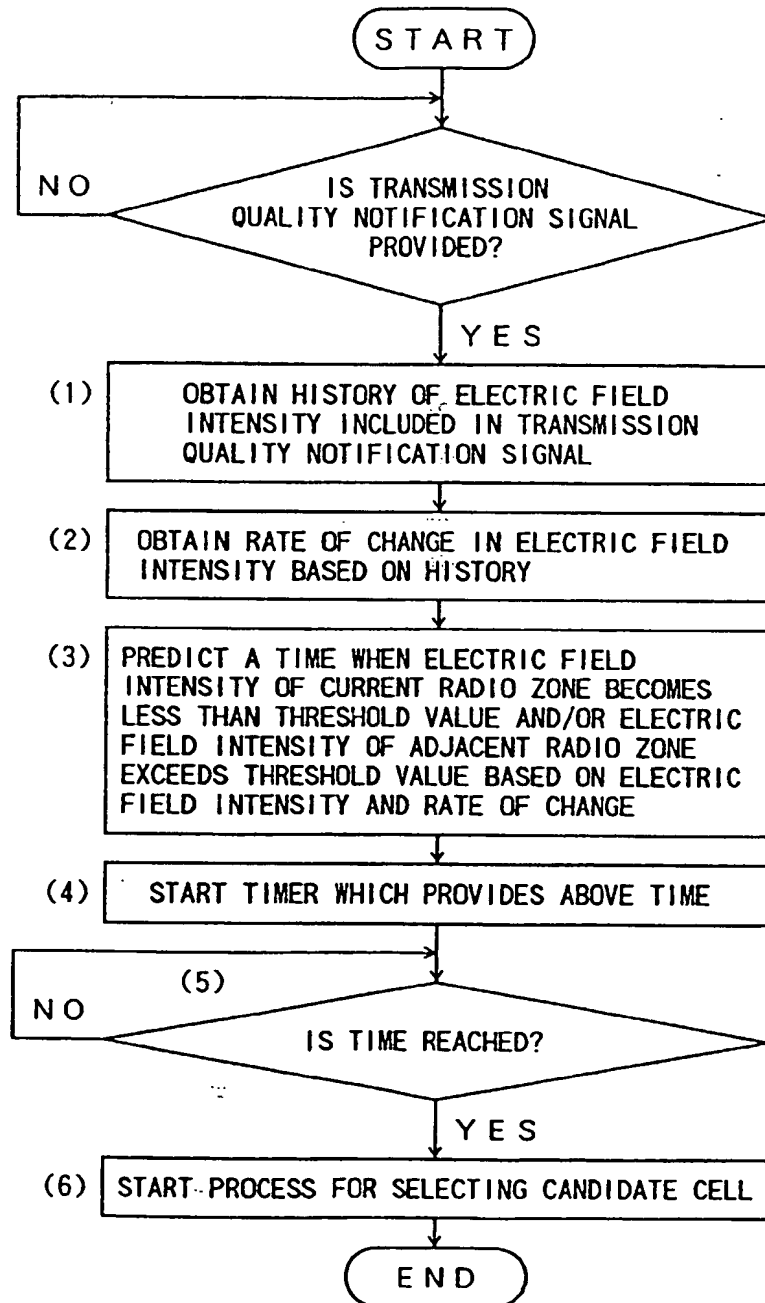 START
NO
IS TRANSMISSION
QUALITY NOTIFICATION SIGNAL
PROVIDED?
YES
(1)
OBTAIN HISTORY OF ELECTRIC FIELD
INTENSITY INCLUDED IN TRANSMISSION
QUALITY NOTIFICATION SIGNAL
(2)
OBTAIN RATE OF CHANGE IN ELECTRIC FIELD
INTENSITY BASED ON HISTORY
(3)
PREDICT A TIME WHEN ELECTRIC FIELD
INTENSITY OF CURRENT RADIO ZONE BECOMES
LESS THAN THRESHOLD VALUE AND/OR ELECTRIC
FIELD INTENSITY OF ADJACENT RADIO ZONE
EXCEEDS THRESHOLD VALUE BASED ON ELECTRIC
FIELD INTENSITY AND RATE OF CHANGE
(4)
START TIMER WHICH PROVIDES ABOVE TIME
(5)
NO
IS TIME REACHED?
YES
(6)
START PROCESS FOR SELECTING CANDIDATE CELL
END